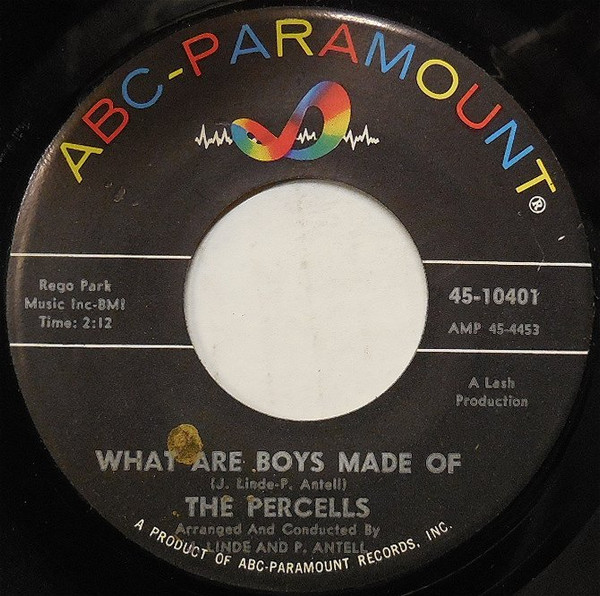 ABC-PARAMOUNT®
Rego Park
Music Inc-BMI
Time: 2:12
45-10401
AMP 45-4453
A Lash
Production
WHAT ARE BOYS MADE OF
(J. Linde-P. Antell)
THE PERCELLS
Arranged And Conducted By
LINDE AND P. ANTELL
A PRODUCT OF ABC-PARAMOUNT RECORDS, INC.